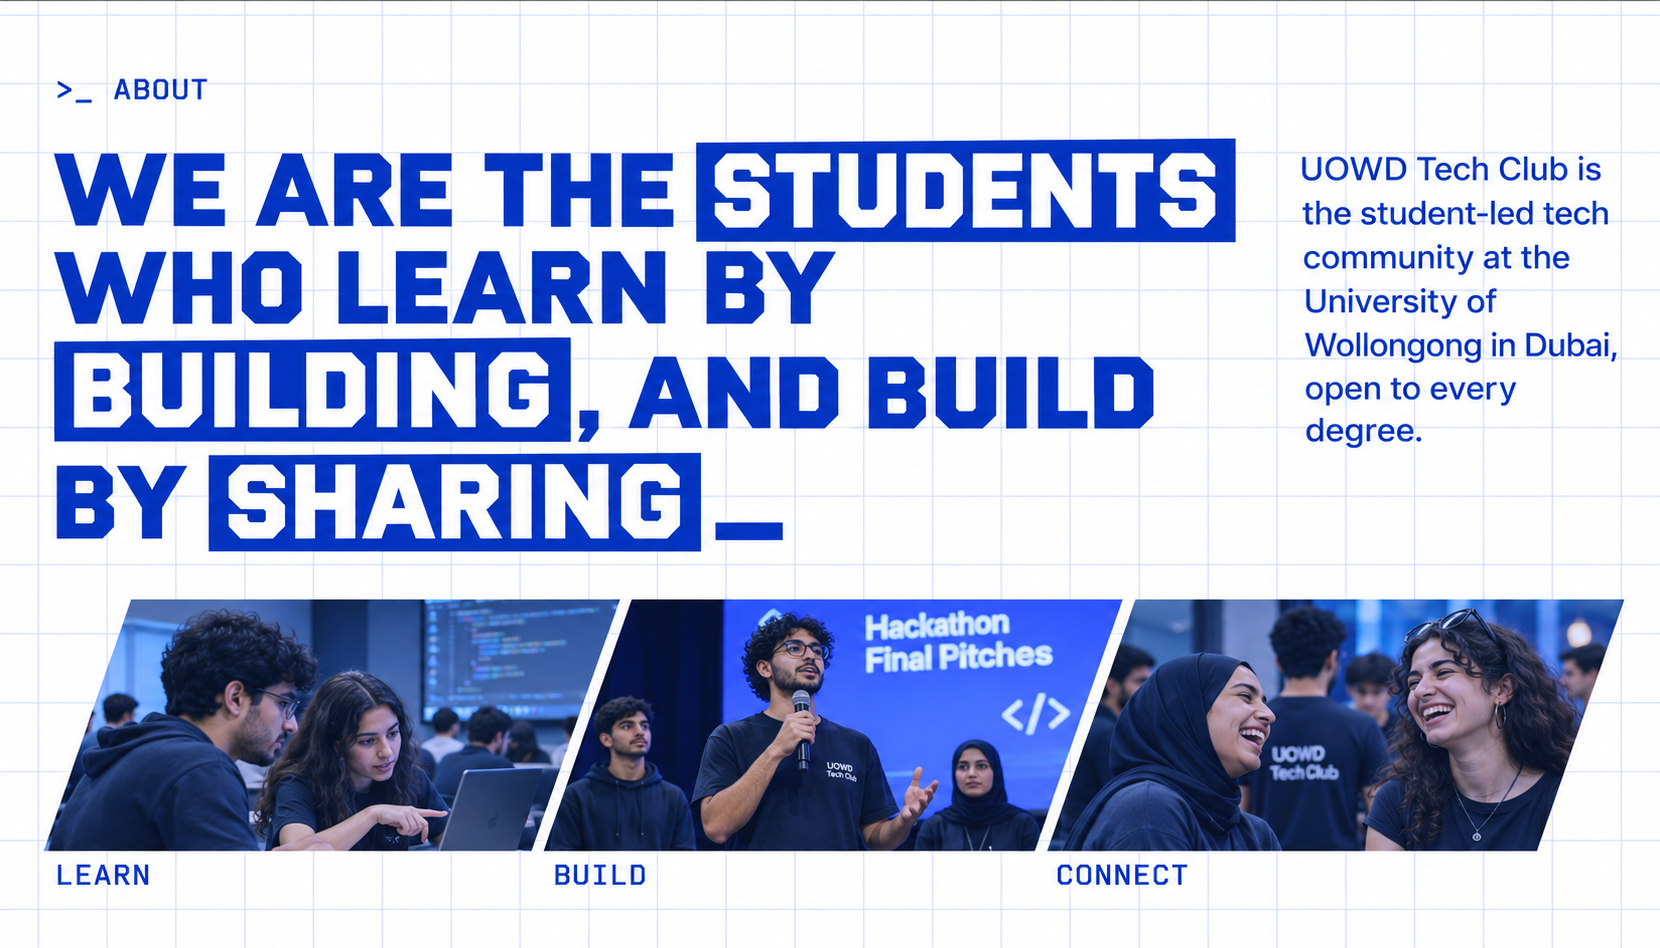 >_ ABOUT
WE ARE THE STUDENTS
WHO LEARN BY
BUILDING, AND BUILD
BY SHARING_
UOWD Tech Club is
the student-led tech
community at the
University of
Wollongong in Dubai,
open to every
degree.
Hackathon
Final Pitches
</>
UOWD
Tech Club
UOWD
Tech Club
LEARN
BUILD
CONNECT